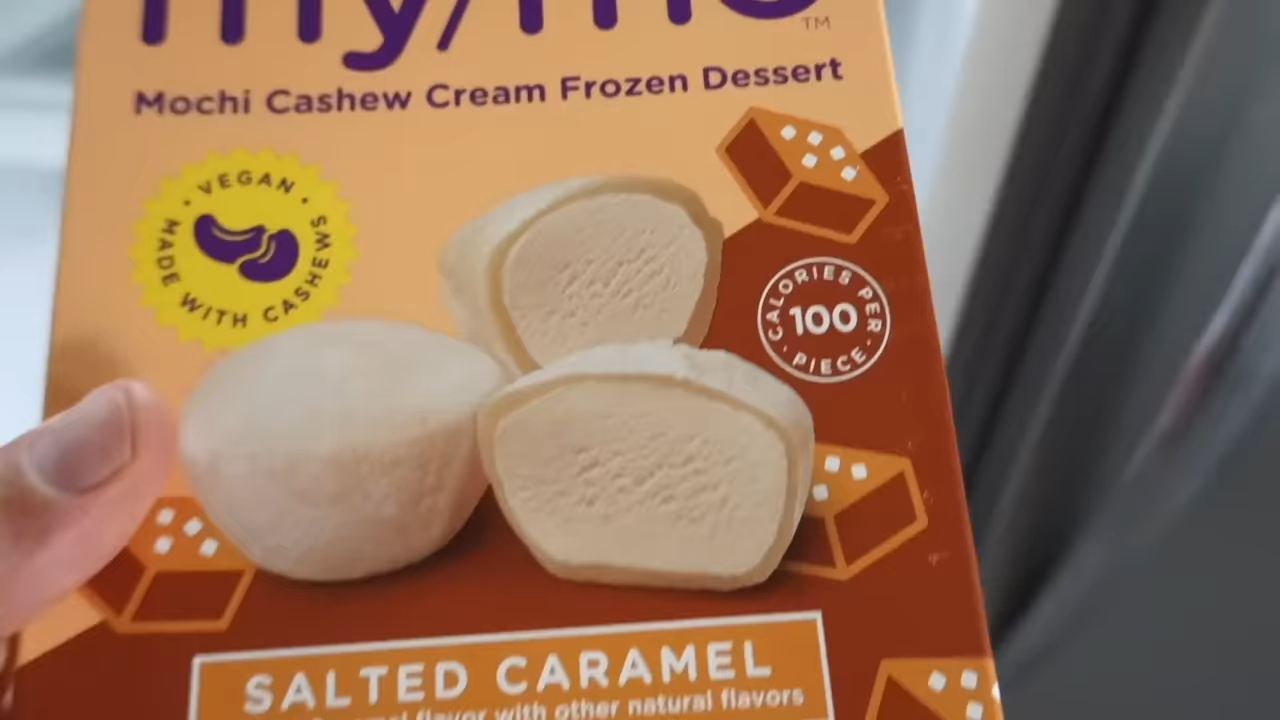 my/mo
TM
Mochi Cashew Cream Frozen Dessert
• VEGAN •
MADE WITH CASHEWS
CALORIES PER
100
• PIECE •
SALTED CARAMEL
flavor with other natural flavors